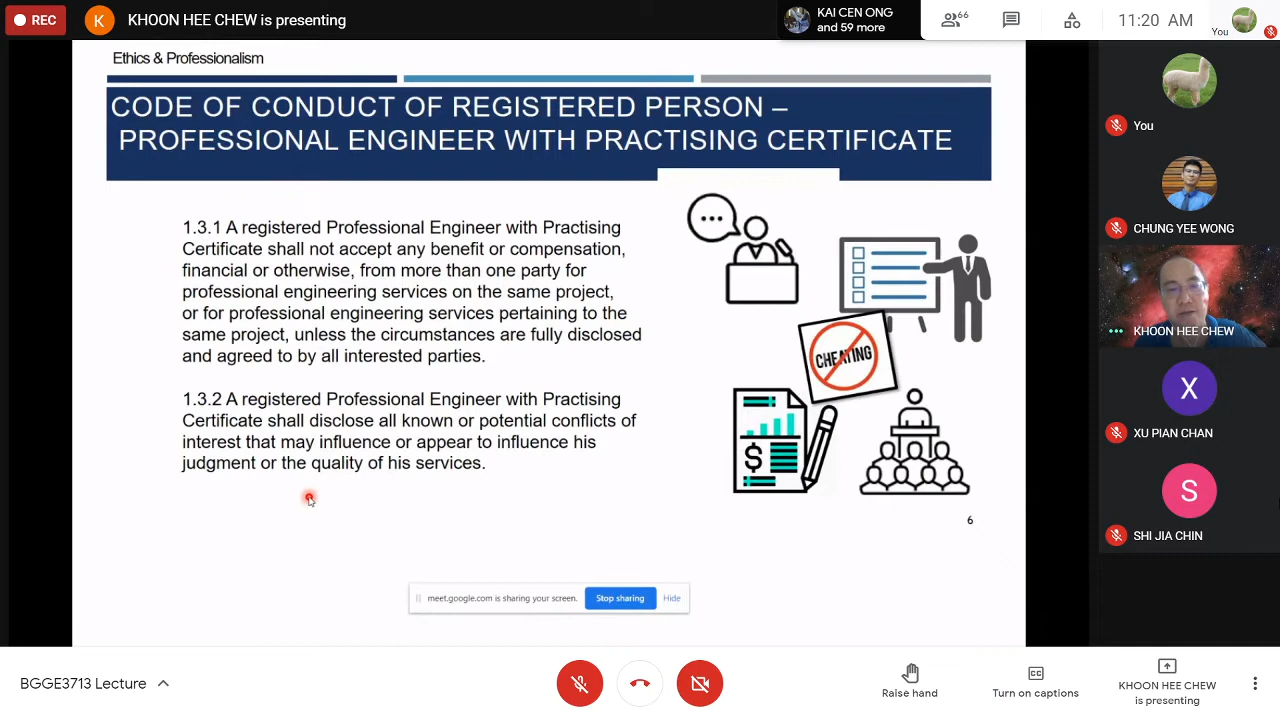 REC
K
KHOON HEE CHEW is presenting
KAI CEN ONG
and 59 more
66
11:20 AM
You
Ethics & Professionalism
CODE OF CONDUCT OF REGISTERED PERSON –
PROFESSIONAL ENGINEER WITH PRACTISING CERTIFICATE
1.3.1 A registered Professional Engineer with Practising
Certificate shall not accept any benefit or compensation,
financial or otherwise, from more than one party for
professional engineering services on the same project,
or for professional engineering services pertaining to the
same project, unless the circumstances are fully disclosed
and agreed to by all interested parties.
1.3.2 A registered Professional Engineer with Practising
Certificate shall disclose all known or potential conflicts of
interest that may influence or appear to influence his
judgment or the quality of his services.
CHEATING
$
6
meet.google.com is sharing your screen.
Stop sharing
Hide
You
CHUNG YEE WONG
KHOON HEE CHEW
X
XU PIAN CHAN
S
SHI JIA CHIN
BGGE3713 Lecture
Raise hand
CC
Turn on captions
KHOON HEE CHEW
is presenting